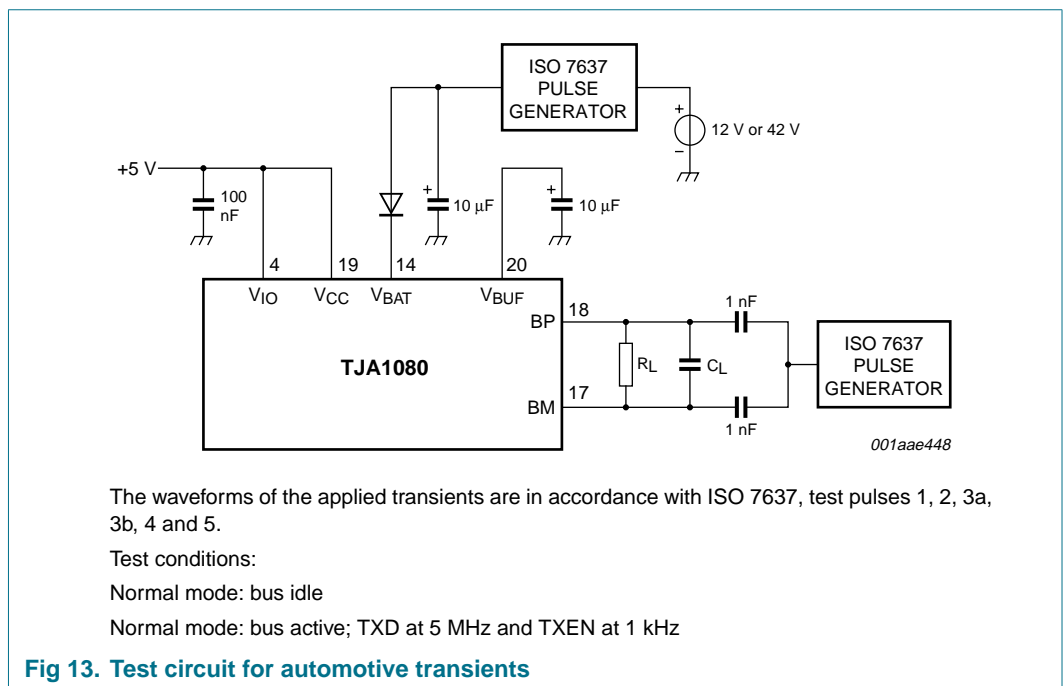 ISO 7637
PULSE
GENERATOR
+
12 V or 42 V
−
+5 V
100
nF
+
10 μF
+
10 μF
4
19
14
20
VIO
VCC
VBAT
VBUF
18
BP
1 nF
TJA1080
RL
CL
ISO 7637
PULSE
GENERATOR
17
BM
1 nF
001aae448
The waveforms of the applied transients are in accordance with ISO 7637, test pulses 1, 2, 3a,
3b, 4 and 5.
Test conditions:
Normal mode: bus idle
Normal mode: bus active; TXD at 5 MHz and TXEN at 1 kHz
Fig 13. Test circuit for automotive transients